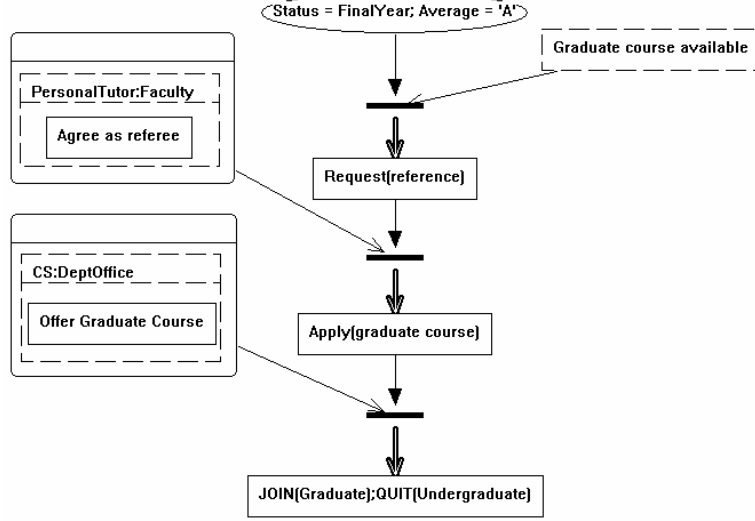 Status = FinalYear; Average = 'A'
Graduate course available
PersonalTutor:Faculty
Agree as referee
Request(reference)
CS:DeptOffice
Offer Graduate Course
Apply(graduate course)
JOIN(Graduate);QUIT(Undergraduate)